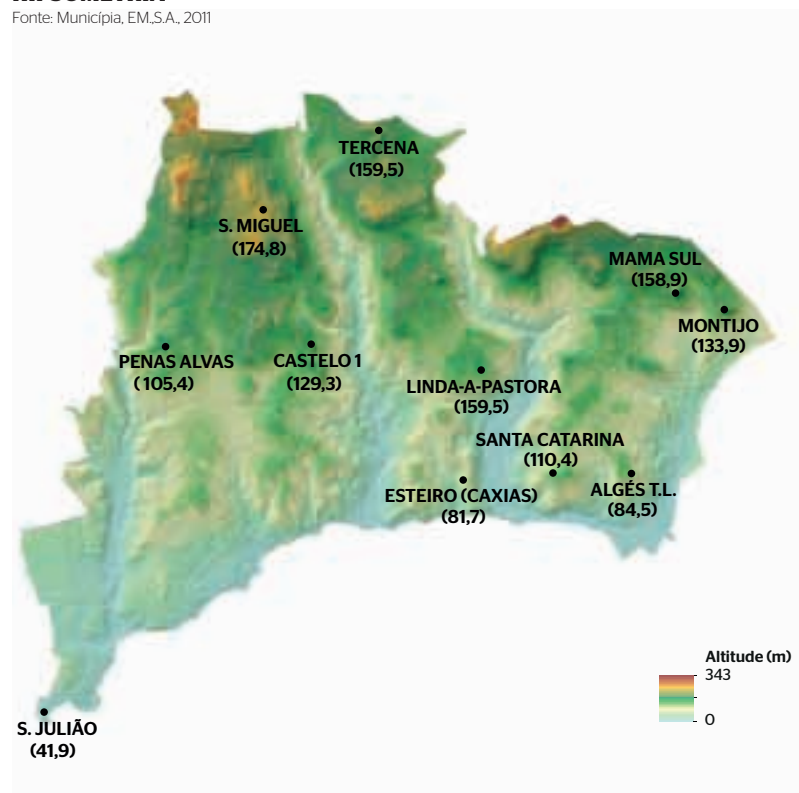 Fonte: Municípia, EM.,S.A., 2011
TERCENA
(159,5)
S. MIGUEL
(174,8)
MAMA SUL
(158,9)
MONTIJO
(133,9)
PENAS ALVAS
( 105,4)
CASTELO 1
(129,3)
LINDA-A-PASTORA
(159,5)
SANTA CATARINA
(110,4)
ESTEIRO (CAXIAS)
(81,7)
ALGÉS T.L.
(84,5)
Altitude (m)
343
0
S. JULIÃO
(41,9)